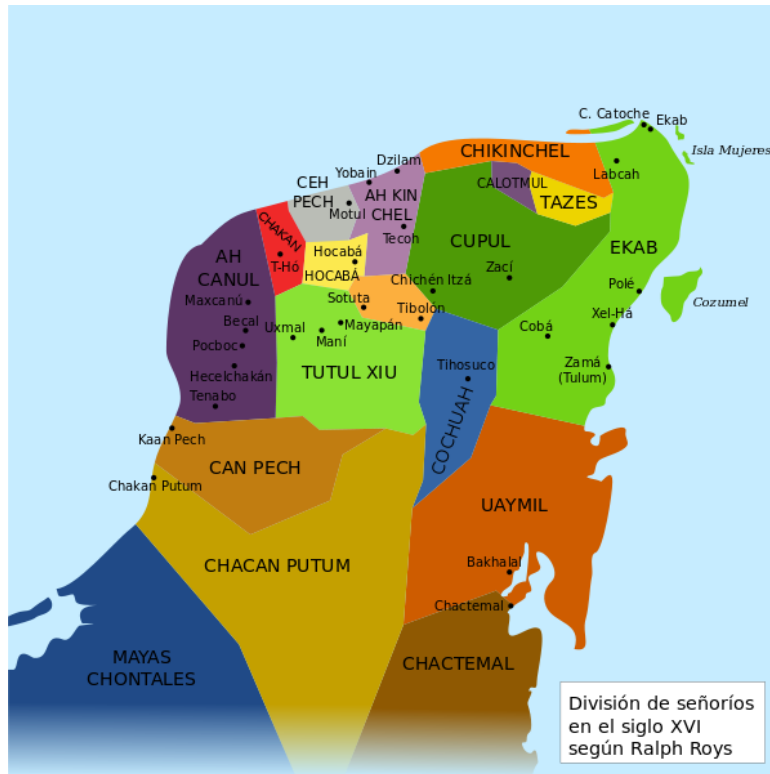 C. Catoche
Ekab
Isla Mujeres
CHIKINCHEL
Dzilam
Labcah
Yobain
CEH
PECH
CALOTMUL
AH KIN
CHEL
TAZES
Motul
CHAKAN
Tecoh
CUPUL
EKAB
Hocabá
AH
CANUL
T-Hó
HOCABÁ
Zací
Chichén Itzá
Polé
Maxcanú
Sotuta
Cozumel
Tibolón
Xel-Há
Becal
Uxmal
Mayapán
Cobá
Maní
Pocboc
Zamá
(Tulum)
Tihosuco
Hecelchakán
TUTUL XIU
Tenabo
COCHUAH
Kaan Pech
CAN PECH
Chakan Putum
UAYMIL
CHACAN PUTUM
Bakhalal
Chactemal
MAYAS
CHONTALES
CHACTEMAL
División de señoríos
en el siglo XVI
según Ralph Roys